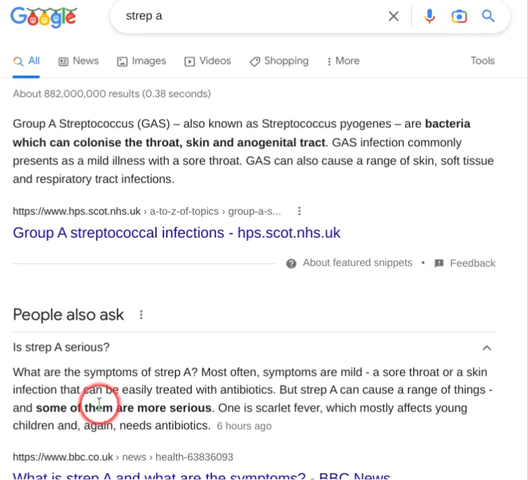 Google
strep a
All News Images Videos Shopping More Tools
About 882,000,000 results (0.38 seconds)
Group A Streptococcus (GAS) – also known as Streptococcus pyogenes – are bacteria
which can colonise the throat, skin and anogenital tract. GAS infection commonly
presents as a mild illness with a sore throat. GAS can also cause a range of skin, soft tissue
and respiratory tract infections.
https://www.hps.scot.nhs.uk › a-to-z-of-topics › group-a-s...
Group A streptococcal infections - hps.scot.nhs.uk
About featured snippets • Feedback
People also ask
Is strep A serious?
What are the symptoms of strep A? Most often, symptoms are mild - a sore throat or a skin
infection that can be easily treated with antibiotics. But strep A can cause a range of things -
and some of them are more serious. One is scarlet fever, which mostly affects young
children and, again, needs antibiotics. 6 hours ago
https://www.bbc.co.uk › news › health-63836093
What is strep A and what are the symptoms? - BBC News